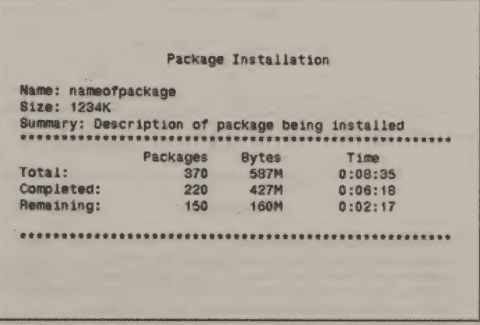 Package Installation
Name: nameofpackage
Size: 1234K
Summary: Description of package being installed
****************************************************
Packages Bytes Time
Total: 370 587M 0:08:35
Completed: 220 427M 0:06:18
Remaining: 150 160M 0:02:17
****************************************************